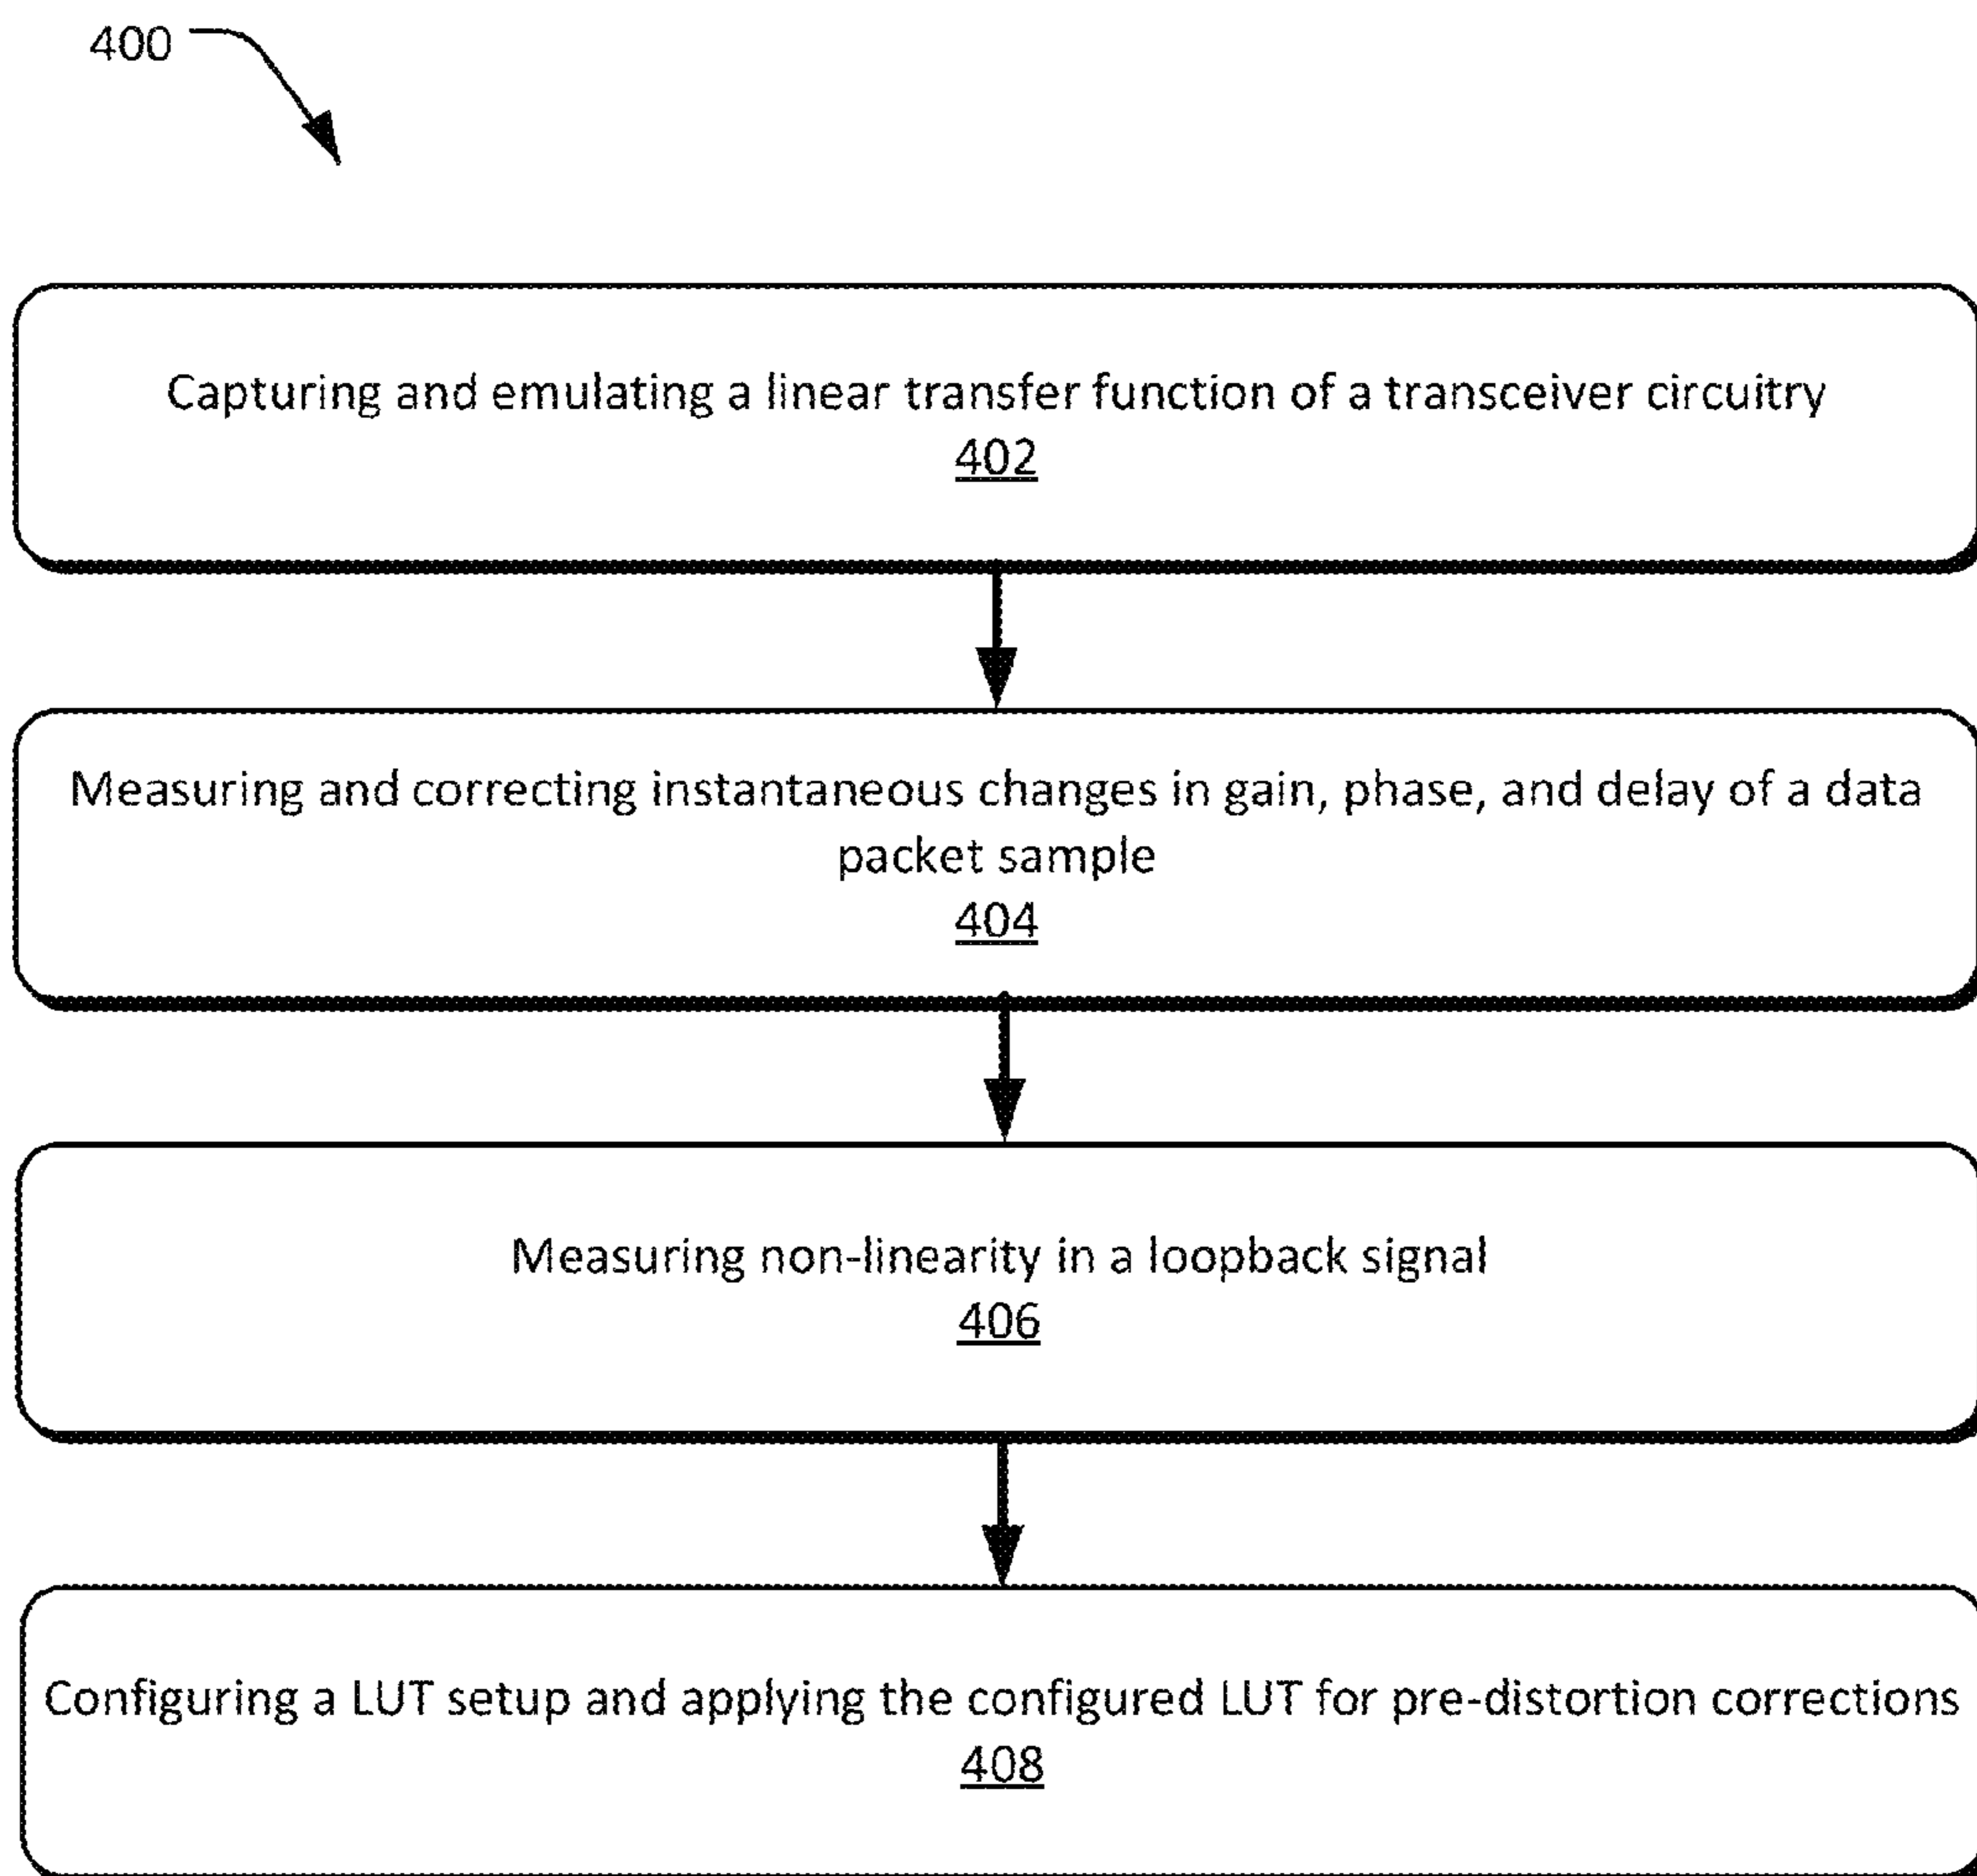 400
Capturing and emulating a linear transfer function of a transceiver circuitry
402
Measuring and correcting instantaneous changes in gain, phase, and delay of a data
packet sample
404
Measuring non-linearity in a loopback signal
406
Configuring a LUT setup and applying the configured LUT for pre-distortion corrections
408